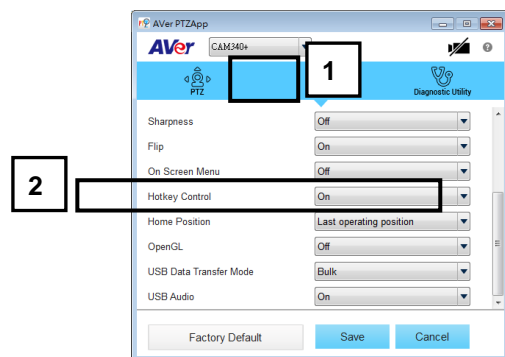 AVer PTZApp
AVer CAM340+
1
PTZ Diagnostic Utility
Sharpness Off
Flip On
On Screen Menu Off
2
Hotkey Control On
Home Position Last operating position
OpenGL Off
USB Data Transfer Mode Bulk
USB Audio On
Factory Default Save Cancel